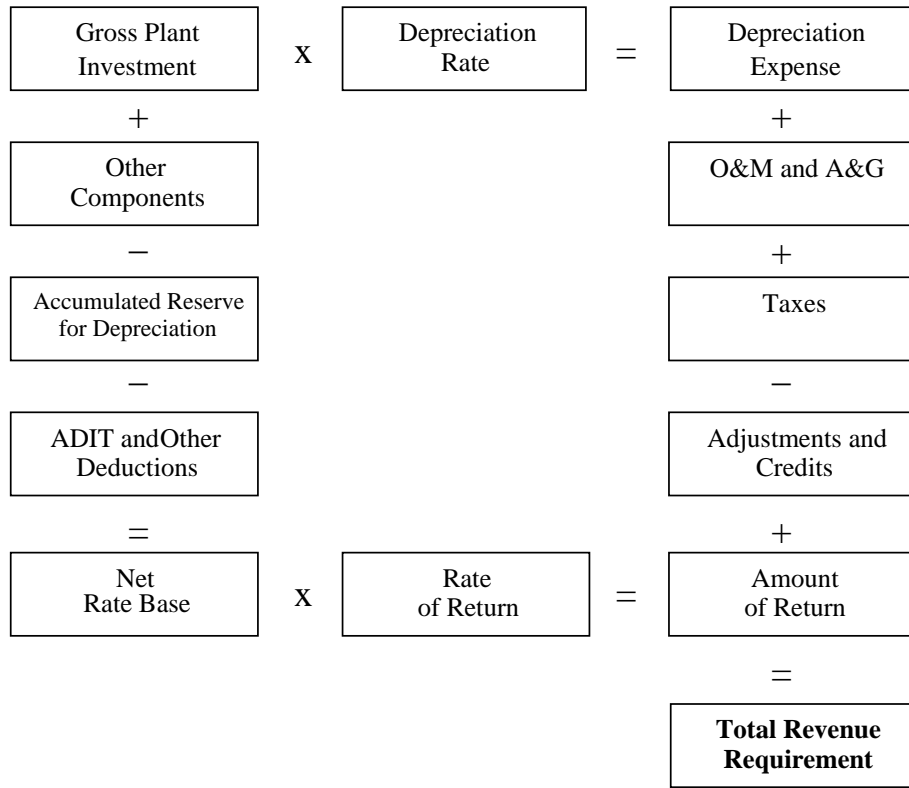 Gross Plant
Investment
x
Depreciation
Rate
=
Depreciation
Expense
+
+
Other
Components
O&M and A&G
−
+
Accumulated Reserve
for Depreciation
Taxes
−
−
ADIT andOther
Deductions
Adjustments and
Credits
=
+
Net
Rate Base
x
Rate
of Return
=
Amount
of Return
=
Total Revenue
Requirement